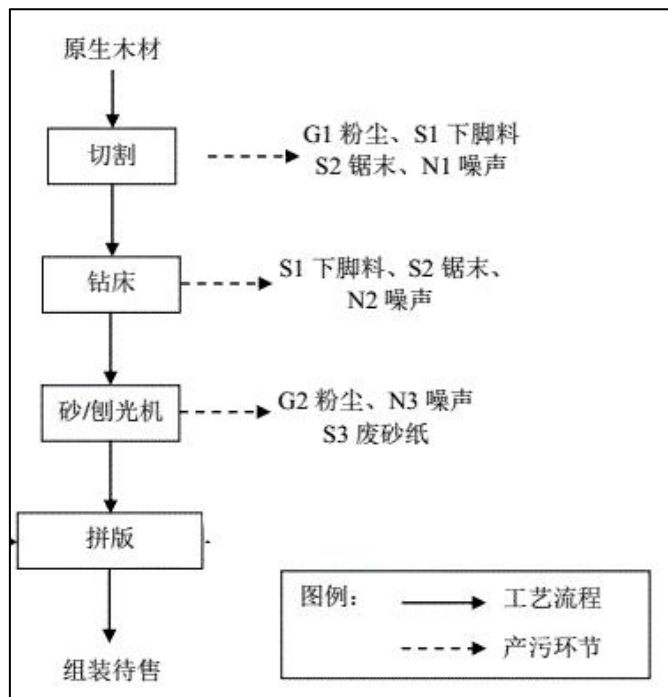 原生木材
切割
G1 粉尘、S1 下脚料
S2 锯末、N1 噪声
钻床
S1 下脚料、S2 锯末、
N2 噪声
砂/刨光机
G2 粉尘、N3 噪声
S3 废砂纸
拼版
图例：
工艺流程
产污环节
组装待售